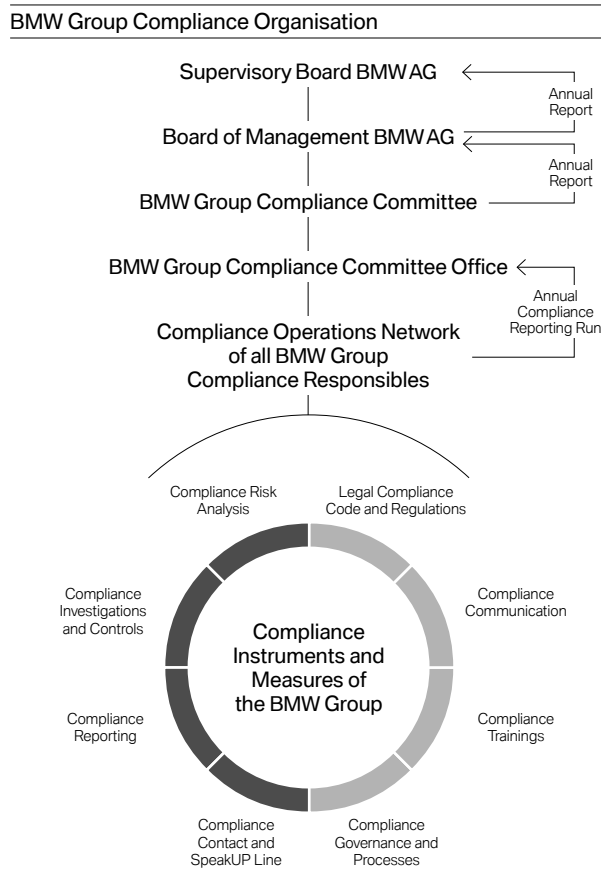 BMW Group Compliance Organisation
Supervisory Board BMW AG
Annual
Report
Board of Management BMW AG
Annual
Report
BMW Group Compliance Committee
BMW Group Compliance Committee Office
Annual
Compliance
Reporting Run
Compliance Operations Network
of all BMW Group
Compliance Responsibles
Compliance Risk
Analysis
Legal Compliance
Code and Regulations
Compliance
Investigations
and Controls
Compliance
Communication
Compliance
Instruments and
Measures of
the BMW Group
Compliance
Reporting
Compliance
Trainings
Compliance
Contact and
SpeakUP Line
Compliance
Governance and
Processes